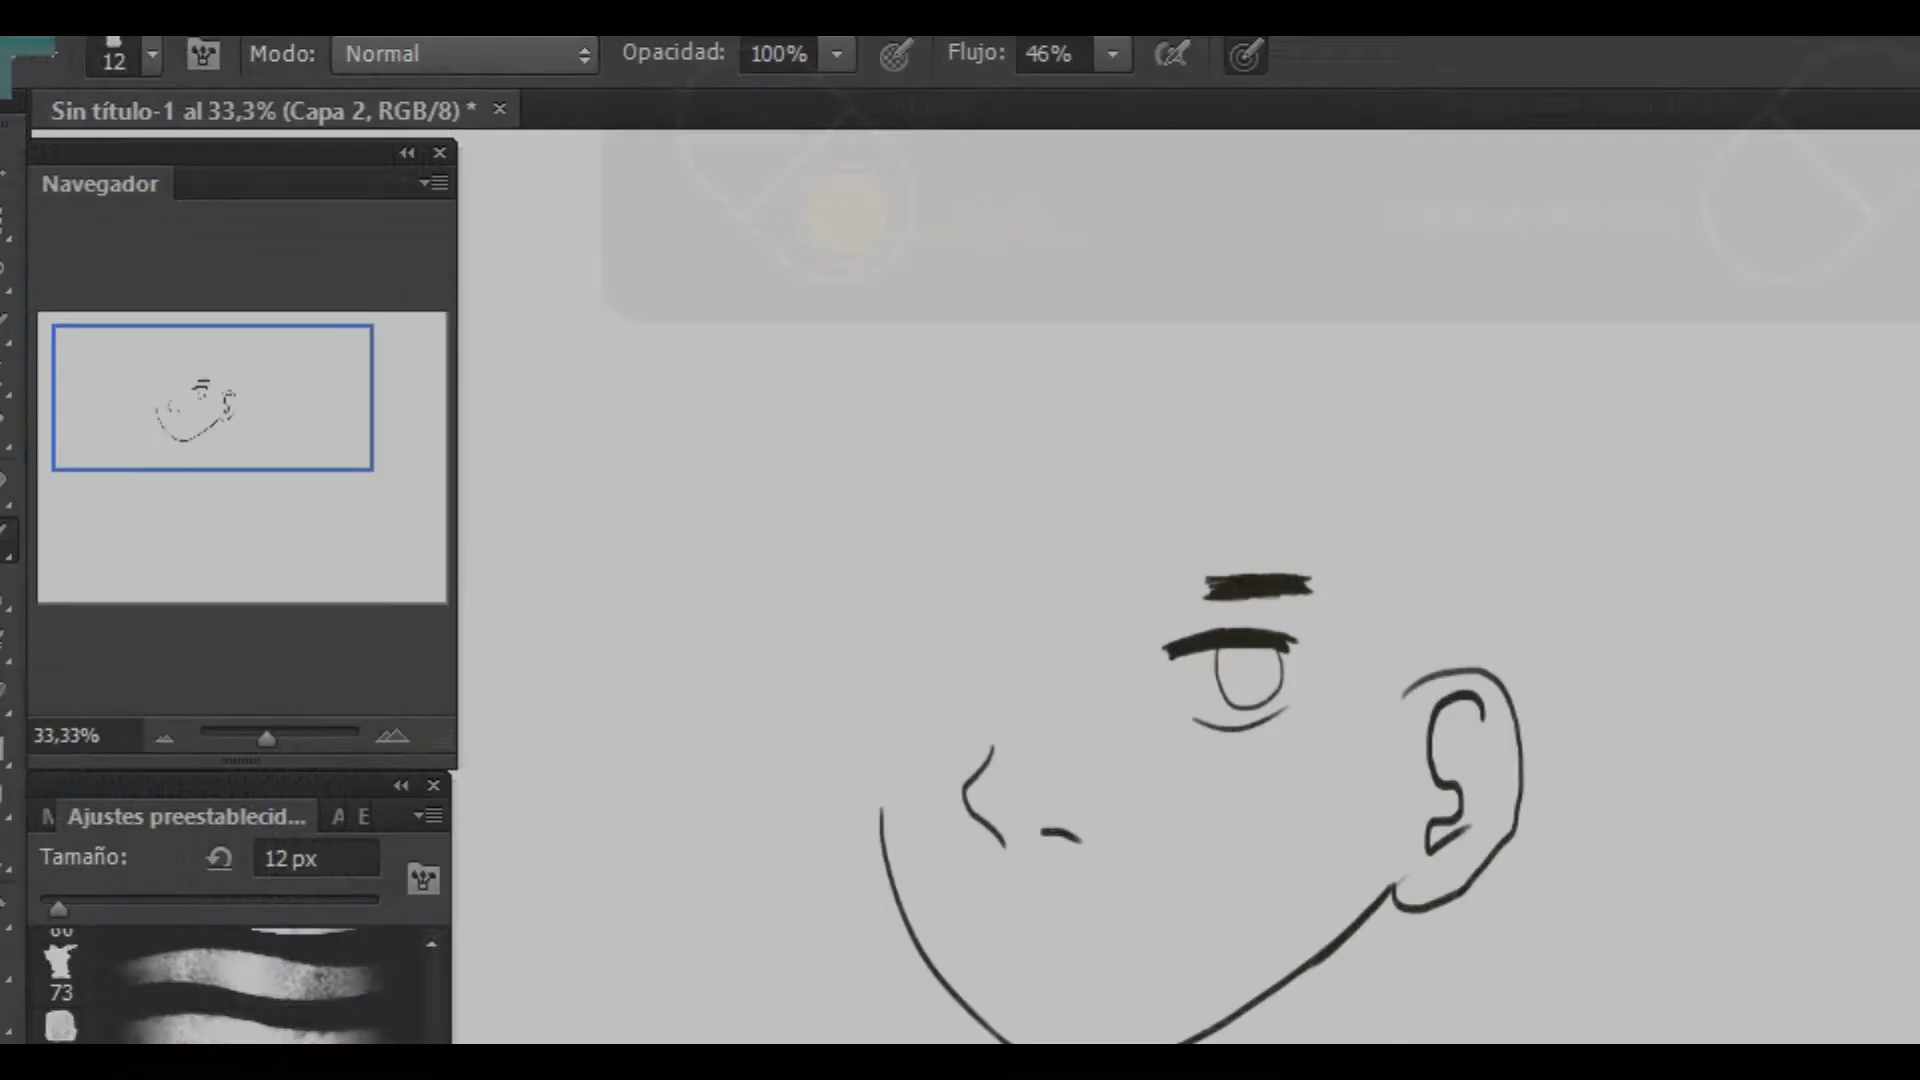 12 Modo: Normal Opacidad: 100% Flujo: 46%
Sin título-1 al 33,3% (Capa 2, RGB/8) *
Navegador
33,33%
Ajustes preestablecid... A E
Tamaño: 12 px
73